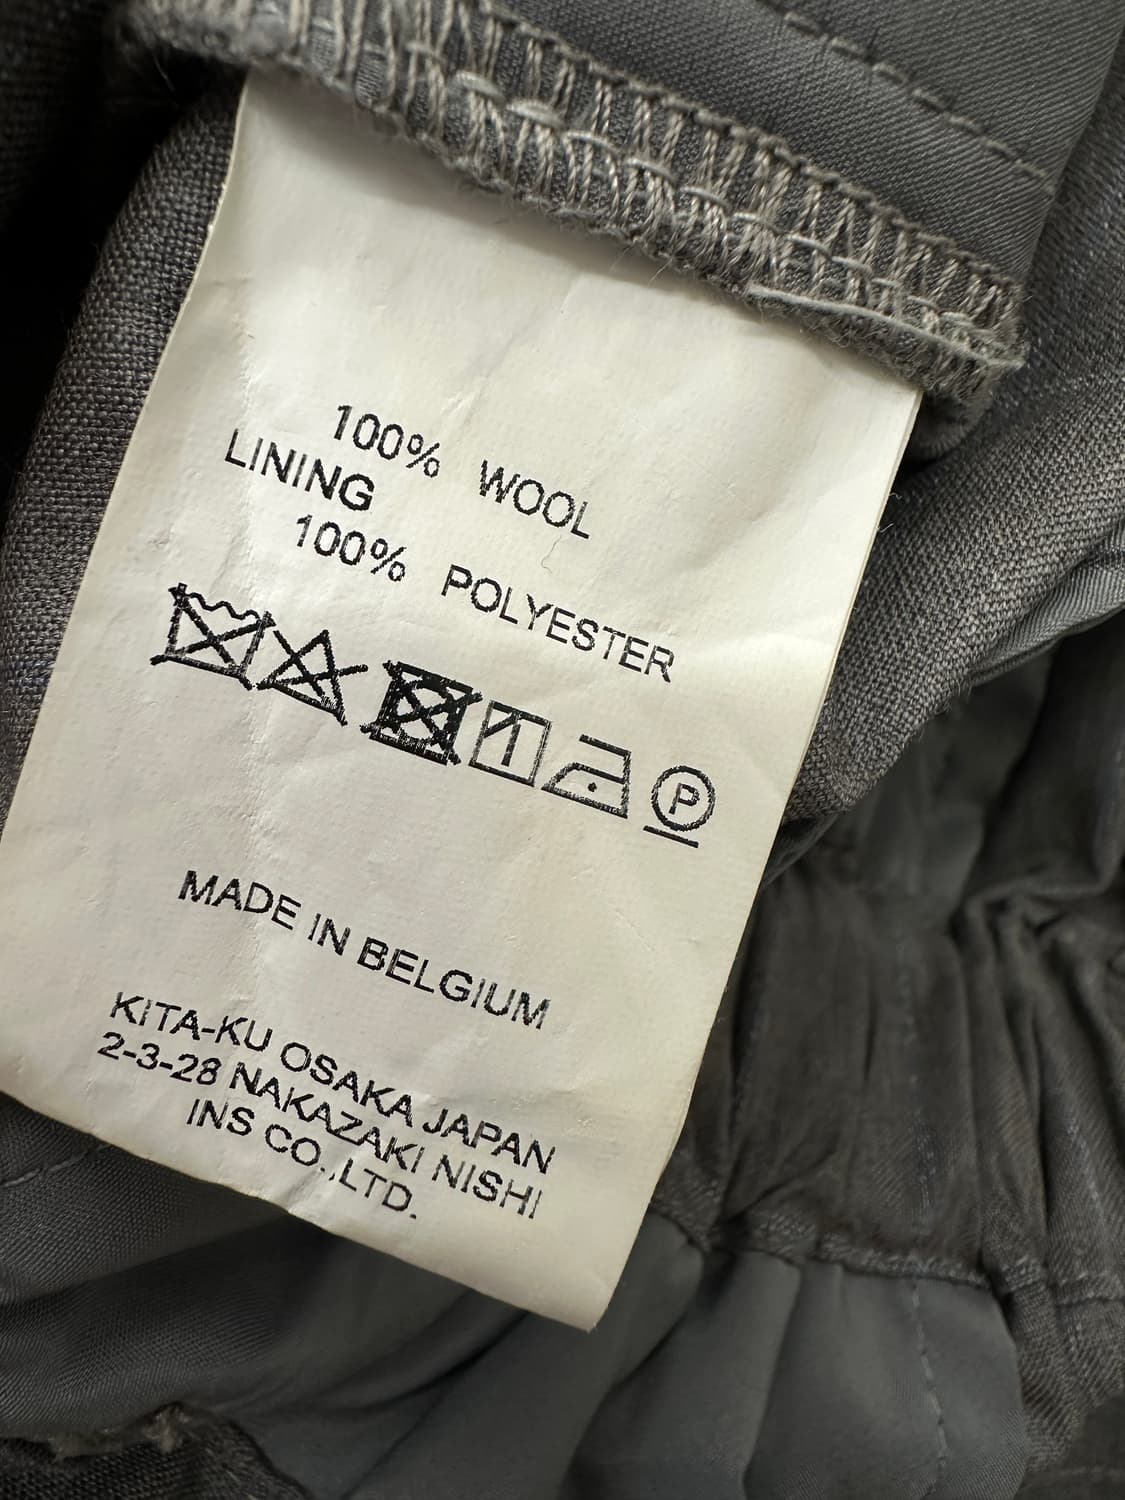 100% WOOL
LINING
100% POLYESTER
P
MADE IN BELGIUM
KITA-KU OSAKA JAPAN
2-3-28 NAKAZAKI NISHI
INS CO.,LTD.